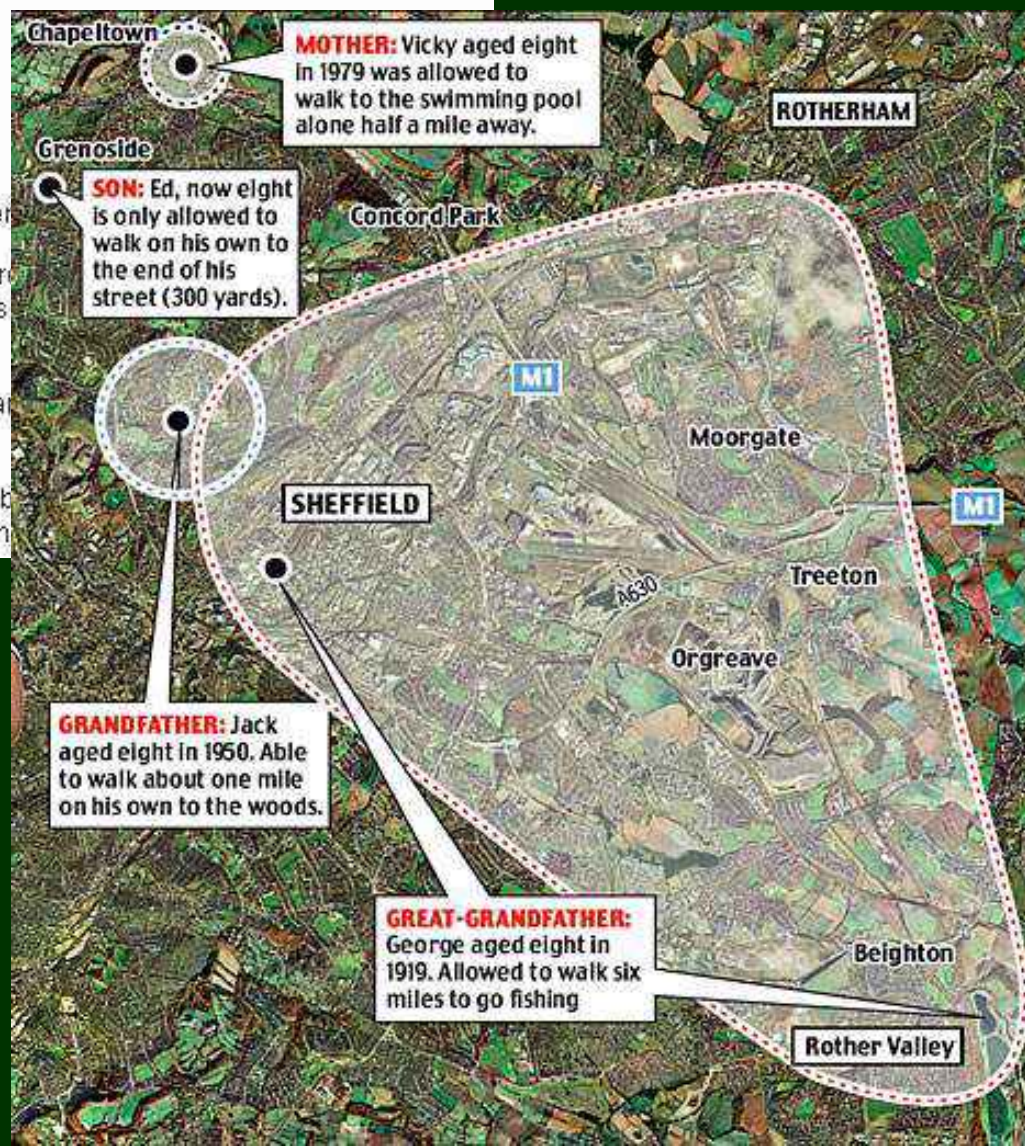 Chapeltown
MOTHER: Vicky aged eight
in 1979 was allowed to
walk to the swimming pool
alone half a mile away.
ROTHERHAM
Grenoside
SON: Ed, now eight
is only allowed to
walk on his own to
the end of his
street (300 yards).
Concord Park
M1
Moorgate
SHEFFIELD
M1
Treeton
A630
Orgreave
GRANDFATHER: Jack
aged eight in 1950. Able
to walk about one mile
on his own to the woods.
GREAT-GRANDFATHER:
George aged eight in
1919. Allowed to walk six
miles to go fishing
Beighton
Rother Valley